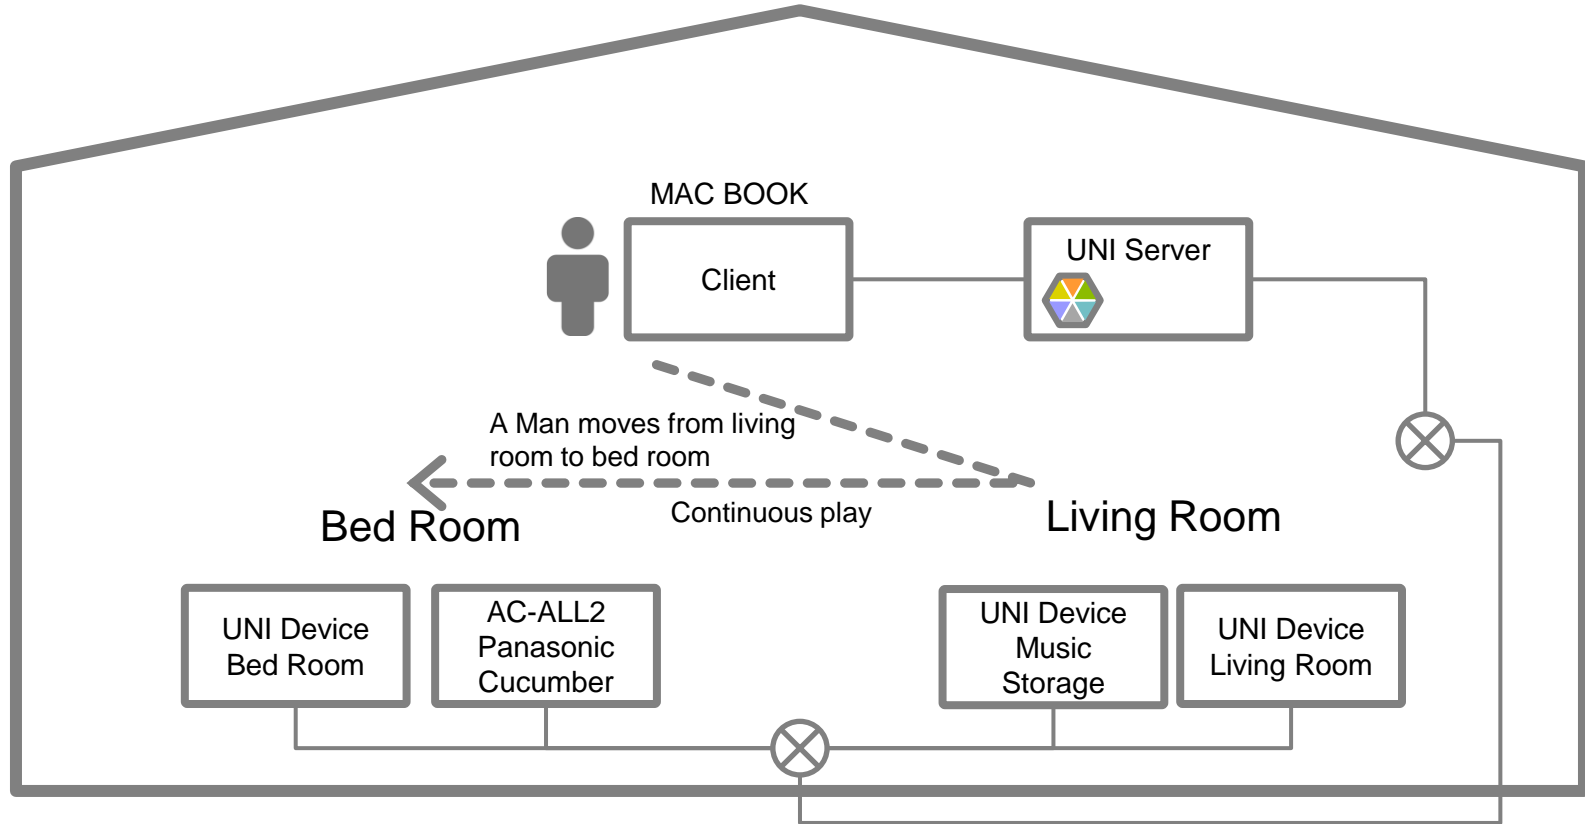 MAC BOOK
Client
UNI Server
A Man moves from living
room to bed room
Continuous play
Bed Room
Living Room
UNI Device
Bed Room
AC-ALL2
Panasonic
Cucumber
UNI Device
Music
Storage
UNI Device
Living Room